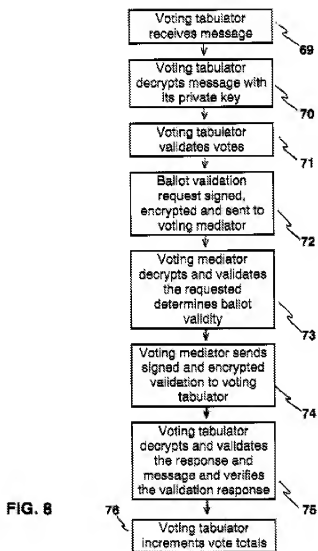 Voting tabulator
receives message
69
Voting tabulator
decrypts message with
its private key
70
Voting tabulator
validates votes
71
Ballot validation
request signed,
encrypted and sent to
voting mediator
72
Voting mediator
decrypts and validates
the requested
determines ballot
validity
73
Voting mediator sends
signed and encrypted
validation to voting
tabulator
74
Voting tabulator
decrypts and validates
the response and
message and verifies
the validation response
75
FIG. 8
76
Voting tabulator
increments vote totals